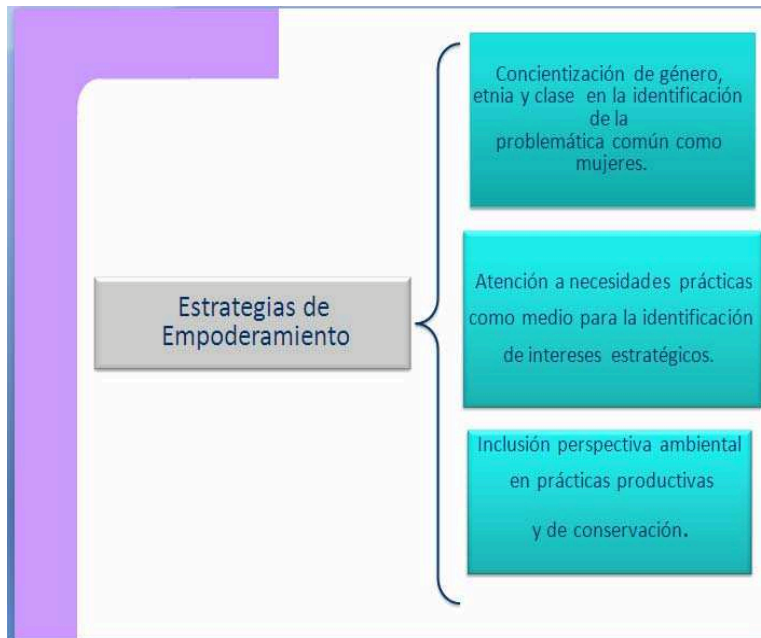 Concientización de género,
etnia y clase en la identificación
de la
problemática común como
mujeres.
Estrategias de
Empoderamiento
Atención a necesidades prácticas
como medio para la identificación
de intereses estratégicos.
Inclusión perspectiva ambiental
en prácticas productivas
y de conservación.